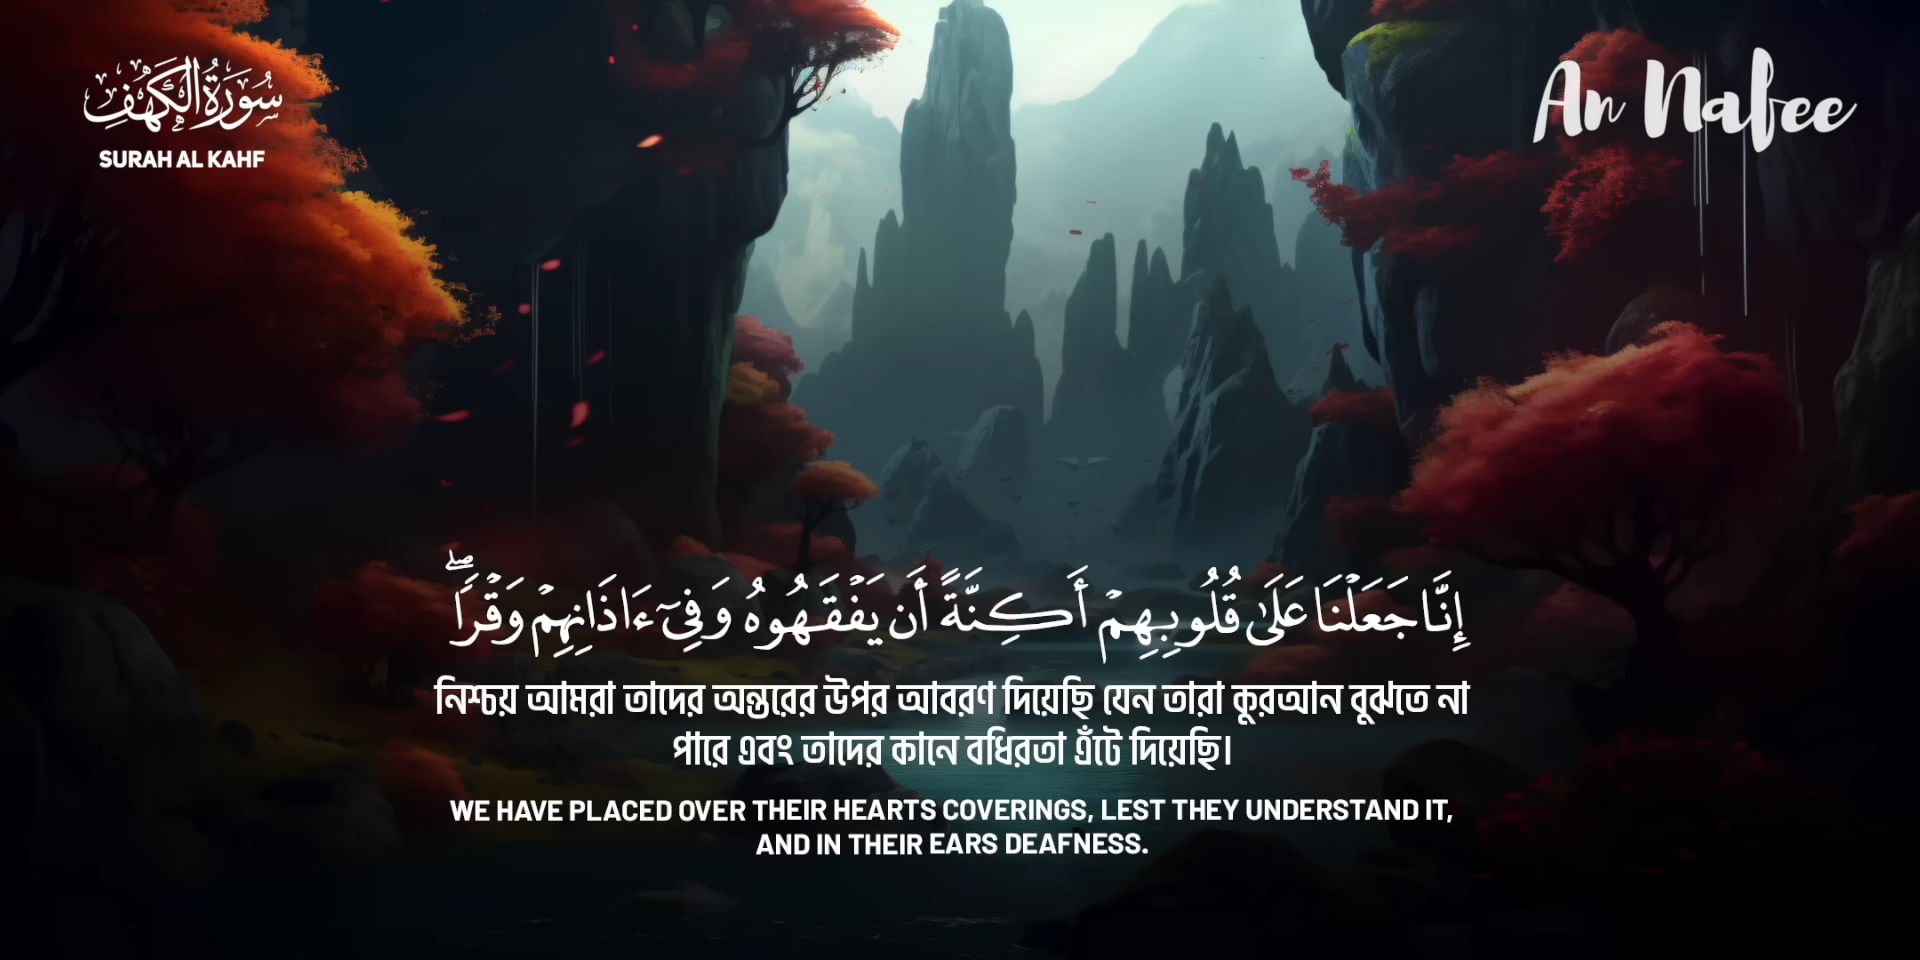 سُورَةُ الْكَهْفِ
SURAH AL KAHF
An Nafee
إِنَّا جَعَلْنَا عَلَىٰ قُلُوبِهِمْ أَكِنَّةً أَن يَفْقَهُوهُ وَفِىٓ ءَاذَانِهِمْ وَقْرًا ۖ
নিশ্চয় আমরা তাদের অন্তরের উপর আবরণ দিয়েছি যেন তারা কুরআন বুঝতে না
পারে এবং তাদের কানে বধিরতা এঁটে দিয়েছি।
WE HAVE PLACED OVER THEIR HEARTS COVERINGS, LEST THEY UNDERSTAND IT,
AND IN THEIR EARS DEAFNESS.